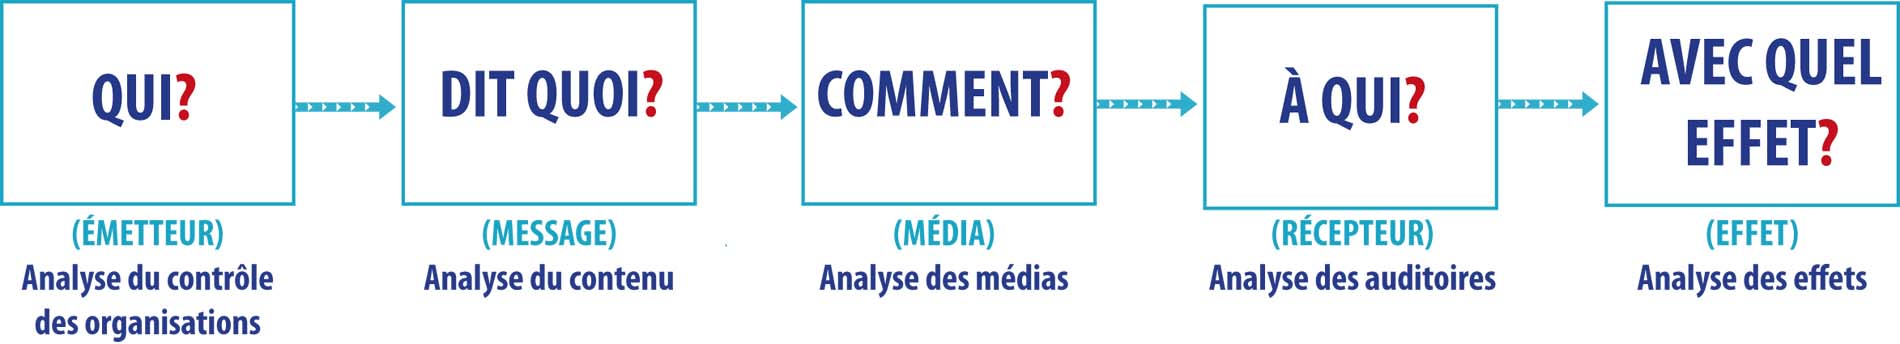 QUI?
(ÉMETTEUR)
Analyse du contrôle
des organisations
DIT QUOI?
(MESSAGE)
Analyse du contenu
COMMENT?
(MÉDIA)
Analyse des médias
À QUI?
(RÉCEPTEUR)
Analyse des auditoires
AVEC QUEL
EFFET?
(EFFET)
Analyse des effets